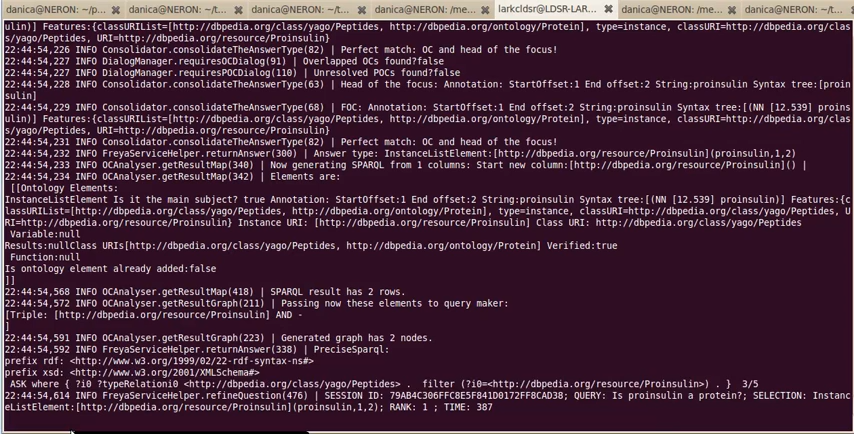 danica@NERON: ~/p... danica@NERON: ~/t... danica@NERON: ~/t... danica@NERON: /me... larkcldsr@LDSR-LAR... danica@NERON: /me... danica@NERON: ~/t...
ulin)] Features:{classURIList=[http://dbpedia.org/class/yago/Peptides, http://dbpedia.org/ontology/Protein], type=instance, classURI=http://dbpedia.org/clas
s/yago/Peptides, URI=http://dbpedia.org/resource/Proinsulin}
22:44:54,226 INFO Consolidator.consolidateTheAnswerType(82) | Perfect match: OC and head of the focus!
22:44:54,227 INFO DialogManager.requiresOCDialog(91) | Overlapped OCs found?false
22:44:54,227 INFO DialogManager.requiresPOCDialog(110) | Unresolved POCs found?false
22:44:54,228 INFO Consolidator.consolidateTheAnswerType(63) | Head of the focus: Annotation: StartOffset:1 End offset:2 String:proinsulin Syntax tree:[proin
sulin]
22:44:54,229 INFO Consolidator.consolidateTheAnswerType(68) | FOC: Annotation: StartOffset:1 End offset:2 String:proinsulin Syntax tree:[(NN [12.539] proins
ulin)] Features:{classURIList=[http://dbpedia.org/class/yago/Peptides, http://dbpedia.org/ontology/Protein], type=instance, classURI=http://dbpedia.org/clas
s/yago/Peptides, URI=http://dbpedia.org/resource/Proinsulin}
22:44:54,231 INFO Consolidator.consolidateTheAnswerType(82) | Perfect match: OC and head of the focus!
22:44:54,232 INFO FreyaServiceHelper.returnAnswer(300) | Answer type: InstanceListElement:[http://dbpedia.org/resource/Proinsulin](proinsulin,1,2)
22:44:54,233 INFO OCAnalyser.getResultMap(340) | Now generating SPARQL from 1 columns: Start new column:[http://dbpedia.org/resource/Proinsulin]() |
22:44:54,234 INFO OCAnalyser.getResultMap(342) | Elements are:
[[Ontology Elements:
InstanceListElement Is it the main subject? true Annotation: StartOffset:1 End offset:2 String:proinsulin Syntax tree:[(NN [12.539] proinsulin)] Features:{c
lassURIList=[http://dbpedia.org/class/yago/Peptides, http://dbpedia.org/ontology/Protein], type=instance, classURI=http://dbpedia.org/class/yago/Peptides, U
RI=http://dbpedia.org/resource/Proinsulin} Instance URI: [http://dbpedia.org/resource/Proinsulin] Class URI: http://dbpedia.org/class/yago/Peptides
Variable:null
Results:nullClass URIs[http://dbpedia.org/class/yago/Peptides, http://dbpedia.org/ontology/Protein] Verified:true
Function:null
Is ontology element already added:false
]]
22:44:54,568 INFO OCAnalyser.getResultMap(418) | SPARQL result has 2 rows.
22:44:54,572 INFO OCAnalyser.getResultGraph(211) | Passing now these elements to query maker:
[Triple: [http://dbpedia.org/resource/Proinsulin] AND -
]
22:44:54,591 INFO OCAnalyser.getResultGraph(223) | Generated graph has 2 nodes.
22:44:54,592 INFO FreyaServiceHelper.returnAnswer(338) | PreciseSparql:
prefix rdf: <http://www.w3.org/1999/02/22-rdf-syntax-ns#>
prefix xsd: <http://www.w3.org/2001/XMLSchema#>
ASK where { ?i0 ?typeRelationi0 <http://dbpedia.org/class/yago/Peptides> . filter (?i0=<http://dbpedia.org/resource/Proinsulin>) . } 3/5
22:44:54,614 INFO FreyaServiceHelper.refineQuestion(476) | SESSION ID: 79AB4C306FFC8E5F841D0172FF8CAD38; QUERY: Is proinsulin a protein?; SELECTION: Instanc
eListElement:[http://dbpedia.org/resource/Proinsulin](proinsulin,1,2); RANK: 1 ; TIME: 387